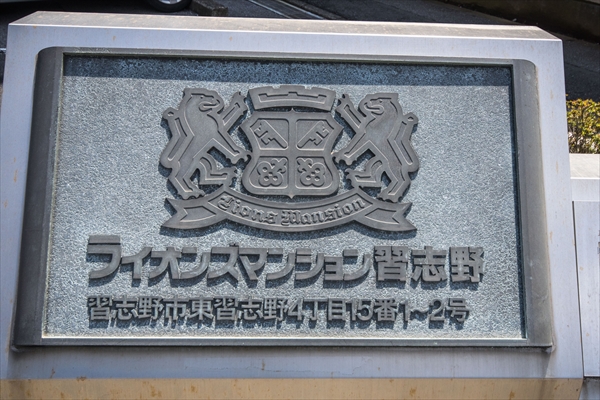 Lions Mansion
ライオンズマンション習志野
習志野市東習志野4丁目15番1~2号